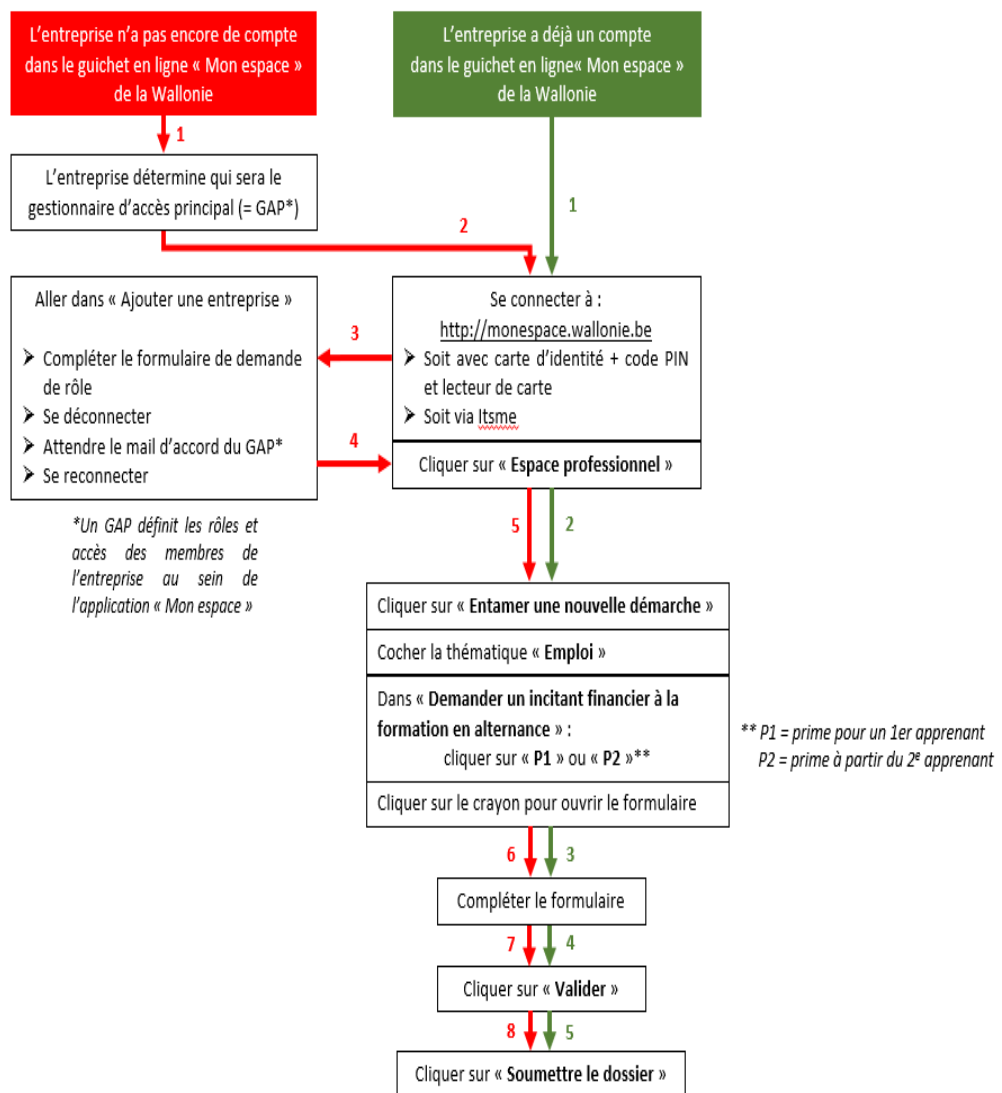 L'entreprise n'a pas encore de compte
dans le guichet en ligne « Mon espace »
de la Wallonie
L'entreprise a déjà un compte
dans le guichet en ligne« Mon espace »
de la Wallonie
1
L'entreprise détermine qui sera le
gestionnaire d'accès principal (= GAP*)
2
1
Aller dans « Ajouter une entreprise »
➢ Compléter le formulaire de demande
de rôle
➢ Se déconnecter
➢ Attendre le mail d'accord du GAP*
➢ Se reconnecter
3
4
Se connecter à :
http://monespace.wallonie.be
➢ Soit avec carte d'identité + code PIN
et lecteur de carte
➢ Soit via Itsme
Cliquer sur « Espace professionnel »
*Un GAP définit les rôles et
accès des membres de
l'entreprise au sein de
l'application « Mon espace »
5
2
Cliquer sur « Entamer une nouvelle démarche »
Cocher la thématique « Emploi »
Dans « Demander un incitant financier à la
formation en alternance » :
cliquer sur « P1 » ou « P2 »**
Cliquer sur le crayon pour ouvrir le formulaire
** P1 = prime pour un 1er apprenant
P2 = prime à partir du 2e apprenant
6
3
Compléter le formulaire
7
4
Cliquer sur « Valider »
8
5
Cliquer sur « Soumettre le dossier »